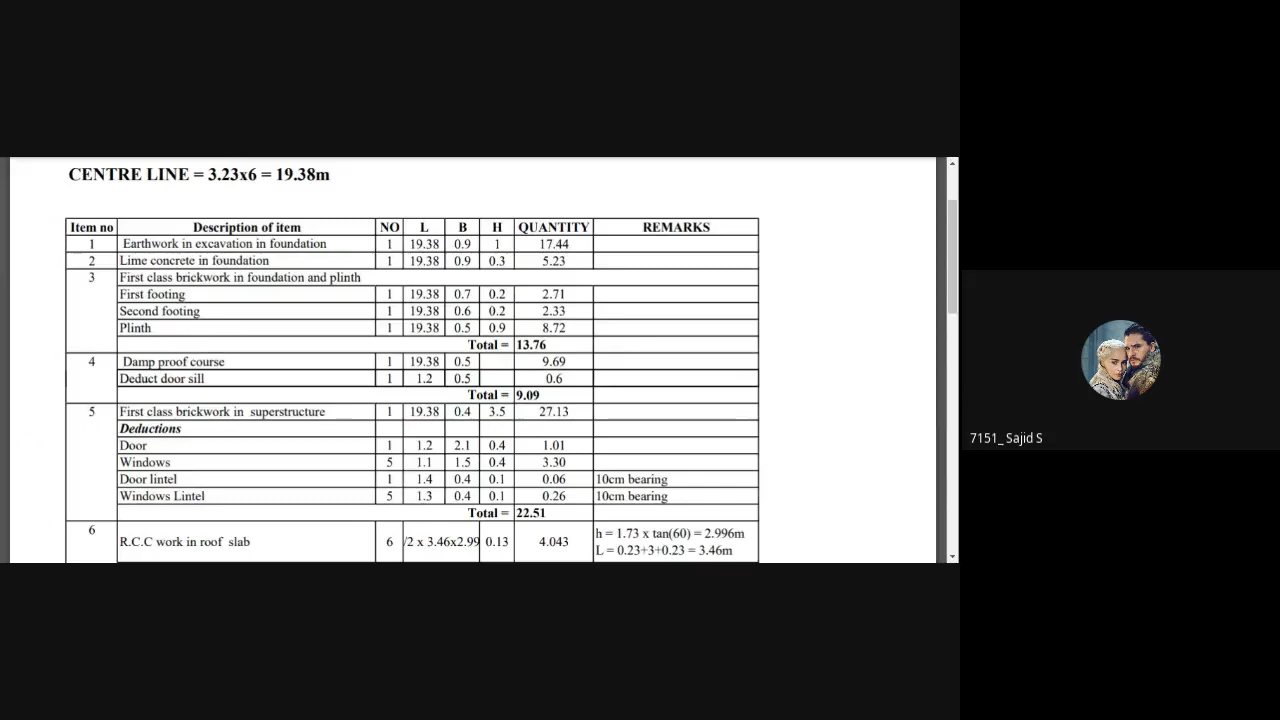 CENTRE LINE = 3.23x6 = 19.38m
Item no Description of item NO L B H QUANTITY REMARKS
1 Earthwork in excavation in foundation 1 19.38 0.9 1 17.44
2 Lime concrete in foundation 1 19.38 0.9 0.3 5.23
3 First class brickwork in foundation and plinth
First footing 1 19.38 0.7 0.2 2.71
Second footing 1 19.38 0.6 0.2 2.33
Plinth 1 19.38 0.5 0.9 8.72
Total = 13.76
4 Damp proof course 1 19.38 0.5 9.69
Deduct door sill 1 1.2 0.5 0.6
Total = 9.09
5 First class brickwork in superstructure 1 19.38 0.4 3.5 27.13
Deductions
Door 1 1.2 2.1 0.4 1.01
Windows 5 1.1 1.5 0.4 3.30
Door lintel 1 1.4 0.4 0.1 0.06 10cm bearing
Windows Lintel 5 1.3 0.4 0.1 0.26 10cm bearing
Total = 22.51
6 R.C.C work in roof slab 6 /2 x 3.46x2.99 0.13 4.043 h = 1.73 x tan(60) = 2.996m
L = 0.23+3+0.23 = 3.46m
7151_ Sajid S